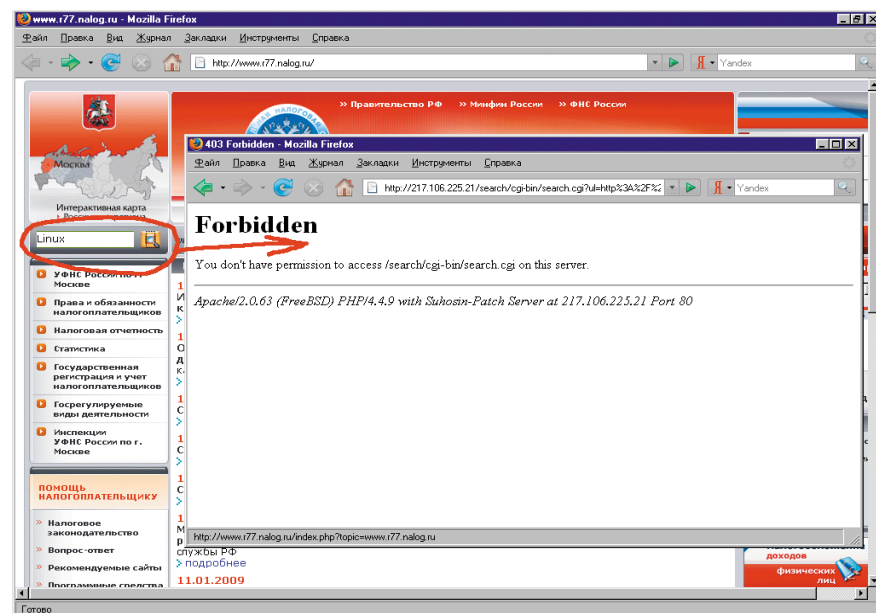 www.r77.nalog.ru - Mozilla Firefox
Файл Правка Вид Журнал Закладки Инструменты Справка
http://www.r77.nalog.ru/
Я Yandex
» Правительство РФ » Минфин России » ФНС России
Москва
Интерактивная карта
Linux
УФНС России по г.
Москве
Права и обязанности
налогоплательщиков
Налоговая отчетность
Статистика
Государственная
регистрация и учет
налогоплательщиков
Госрегулируемые
виды деятельности
Инспекции
УФНС России по г.
Москве
ПОМОЩЬ
НАЛОГОПЛАТЕЛЬЩИКУ
» Налоговое
законодательство
» Вопрос-ответ
» Рекомендуемые сайты
» Программные средства
403 Forbidden - Mozilla Firefox
Файл Правка Вид Журнал Закладки Инструменты Справка
http://217.106.225.21/search/cgi-bin/search.cgi?ul=http%3A%2F%2
Я Yandex
Forbidden
You don't have permission to access /search/cgi-bin/search.cgi on this server.
Apache/2.0.63 (FreeBSD) PHP/4.4.9 with Suhosin-Patch Server at 217.106.225.21 Port 80
http://www.r77.nalog.ru/index.php?topic=www.r77.nalog.ru
службы РФ
> подробнее
11.01.2009
доходов
физических
лиц
Готово